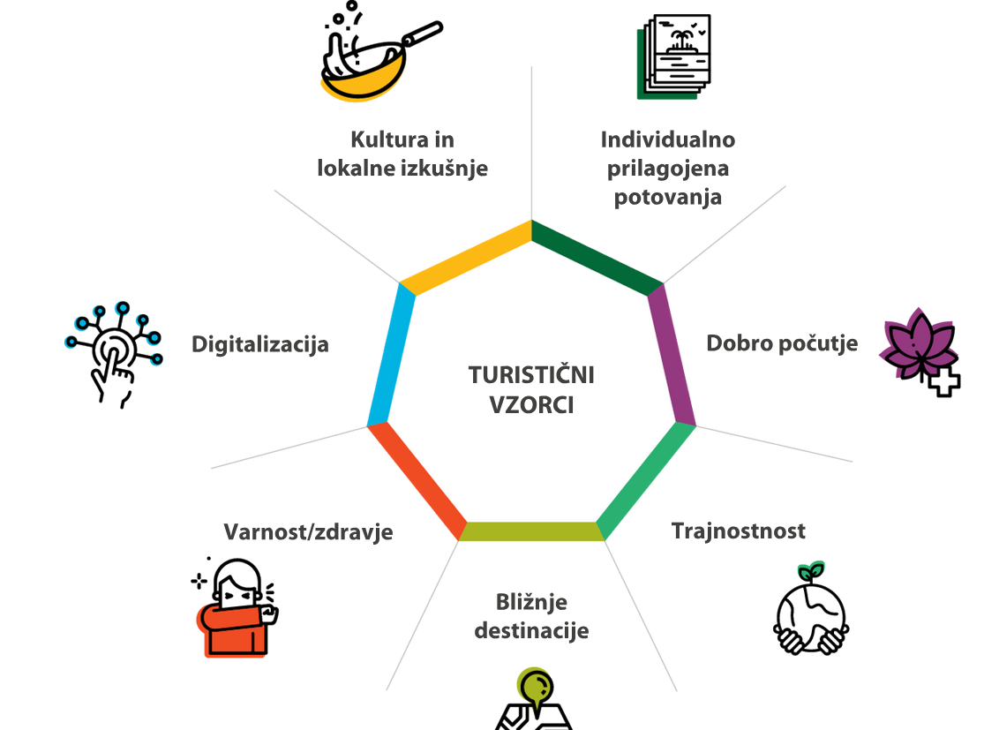 Kultura in
lokalne izkušnje
Individualno
prilagojena
potovanja
Digitalizacija
Dobro počutje
TURISTIČNI
VZORCI
Varnost/zdravje
Trajnostnost
Bližnje
destinacije